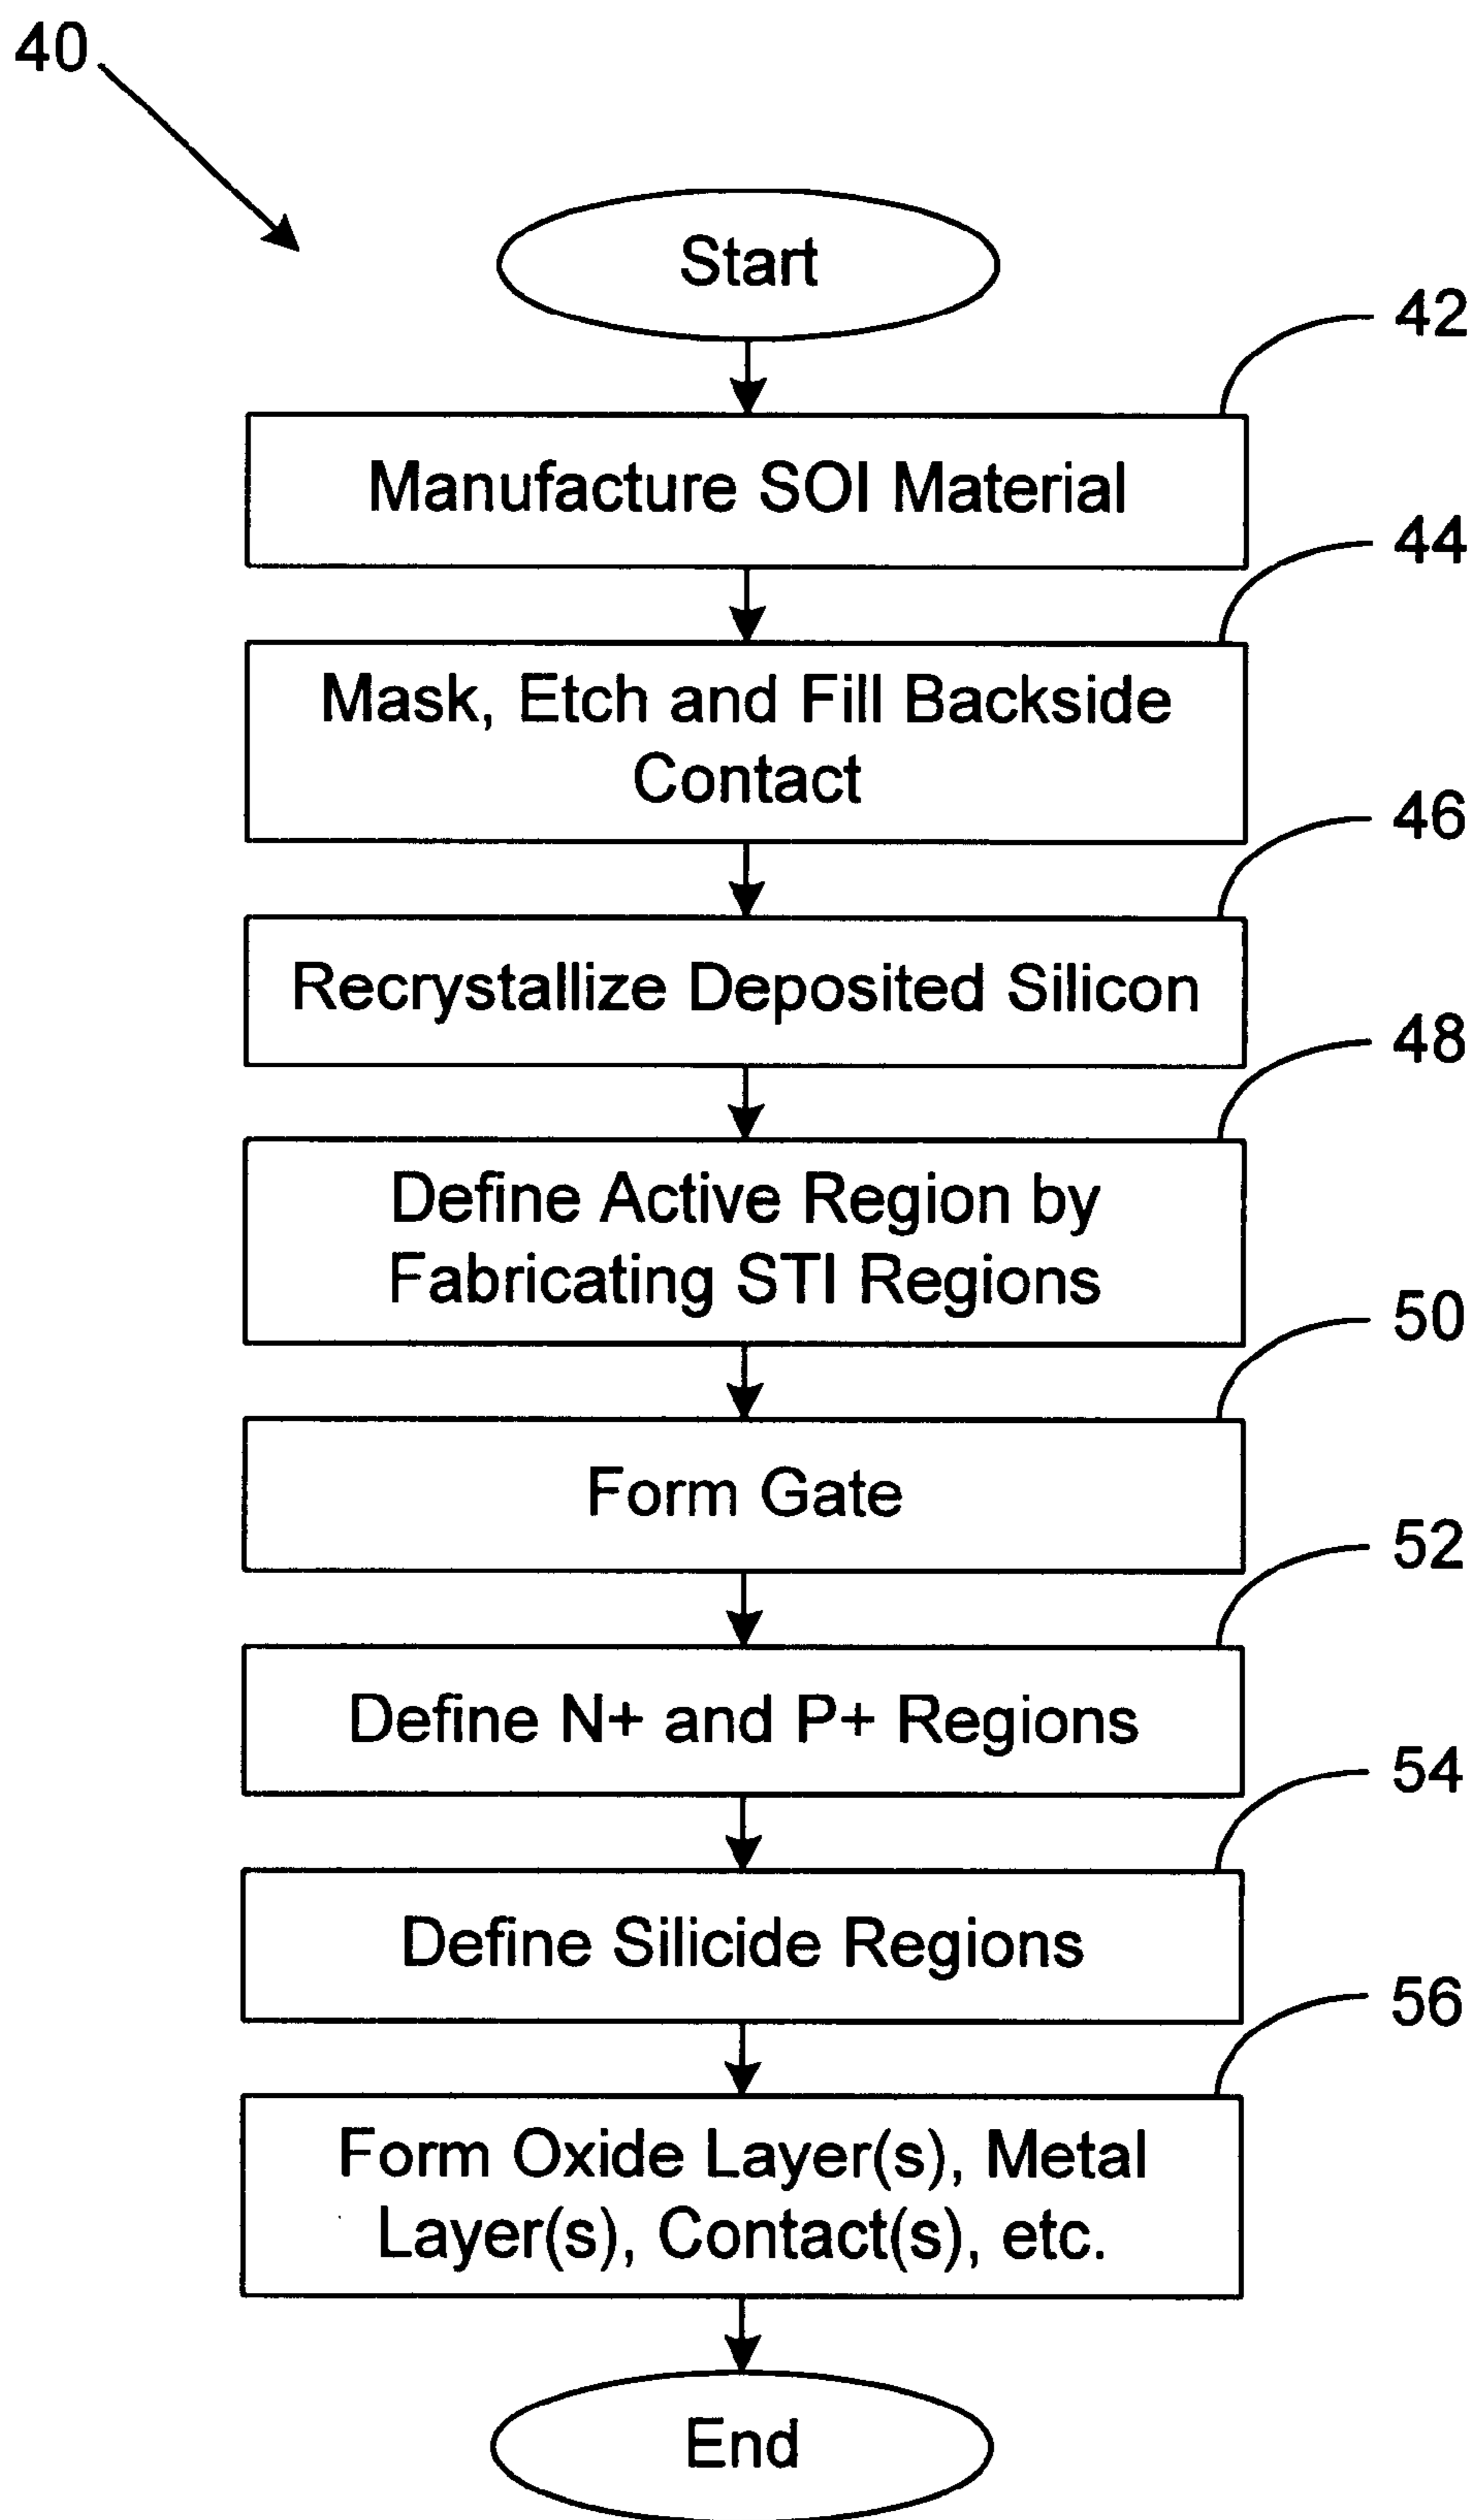 40
Start
42
Manufacture SOI Material
44
Mask, Etch and Fill Backside
Contact
46
Recrystallize Deposited Silicon
48
Define Active Region by
Fabricating STI Regions
50
Form Gate
52
Define N+ and P+ Regions
54
Define Silicide Regions
56
Form Oxide Layer(s), Metal
Layer(s), Contact(s), etc.
End